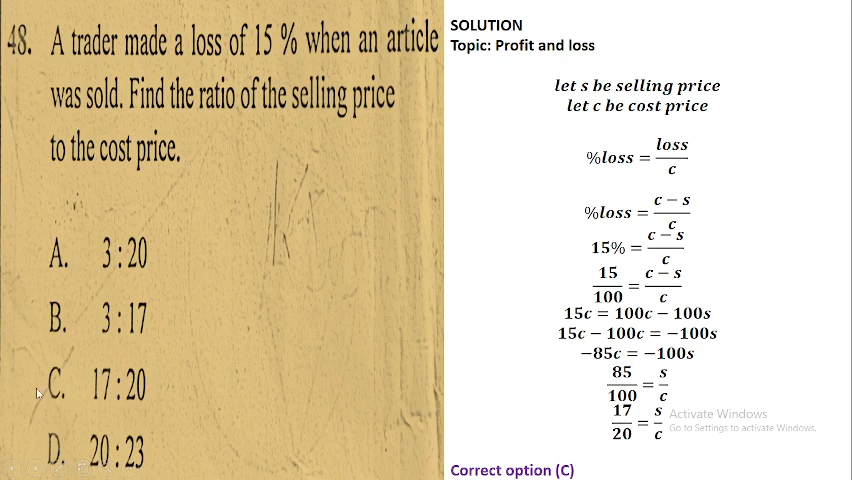 48. A trader made a loss of 15 % when an article
was sold. Find the ratio of the selling price
to the cost price.
A. 3 : 20
B. 3 : 17
C. 17 : 20
D. 20 : 23
SOLUTION
Topic: Profit and loss
let s be selling price
let c be cost price
%loss = loss/c
%loss = c − s/c
15% = c − s/c
15/100 = c − s/c
15c = 100c − 100s
15c − 100c = −100s
−85c = −100s
85/100 = s/c
17/20 = s/c
Activate Windows
Go to Settings to activate Windows.
Correct option (C)